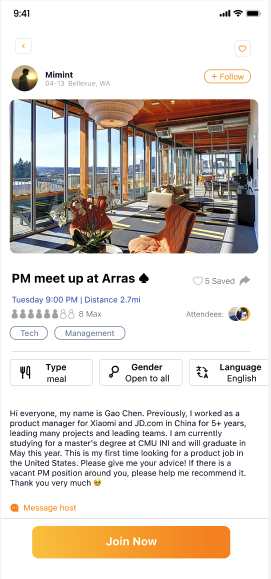 9:41
Mimint
04-13 Bellevue, WA
+ Follow
PM meet up at Arras ♠
5 Saved
Tuesday 9:00 PM | Distance 2.7mi
8 Max
Attendees:
Tech
Management
Type
meal
Gender
Open to all
Language
English
Hi everyone, my name is Gao Chen. Previously, I worked as a
product manager for Xiaomi and JD.com in China for 5+ years,
leading many projects and leading teams. I am currently
studying for a master's degree at CMU INI and will graduate in
May this year. This is my first time looking for a product job in
the United States. Please give me your advice! If there is a
vacant PM position around you, please help me recommend it.
Thank you very much 🥹
Message host
Join Now